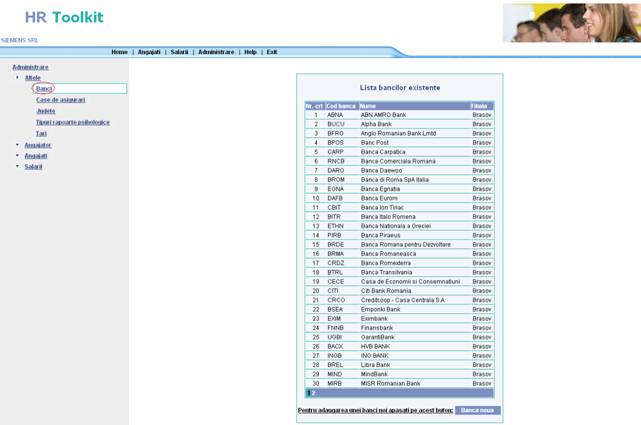 HR Toolkit
SIEMENS SRL
Home | Angajati | Salarii | Administrare | Help | Exit
Administrare
Altele
Banci
Case de asigurari
Judete
Tipuri rapoarte psihologice
Tari
Angajator
Angajati
Salarii
Lista bancilor existente
Nr. crt Cod banca Nume Filiala
1 ABNA ABN AMRO Bank Brasov
2 BUCU Alpha Bank Brasov
3 BFRO Anglo Romanian Bank Lmtd Brasov
4 BPOS Banc Post Brasov
5 CARP Banca Carpatica Brasov
6 RNCB Banca Comerciala Romana Brasov
7 DARO Banca Daewoo Brasov
8 BROM Banca di Roma SpA Italia Brasov
9 EGNA Banca Egnatia Brasov
10 DAFB Banca Eurom Brasov
11 CBIT Banca Ion Tiriac Brasov
12 BITR Banca Italo Romena Brasov
13 ETHN Banca Nationala a Greciei Brasov
14 PIRB Banca Piraeus Brasov
15 BRDE Banca Romana pentru Dezvoltare Brasov
16 BRMA Banca Romaneasca Brasov
17 CRDZ Banca Romexterra Brasov
18 BTRL Banca Transilvania Brasov
19 CECE Casa de Economii si Consemnatiuni Brasov
20 CITI Citi Bank Romania Brasov
21 CRCO Creditcoop - Casa Centrala S.A. Brasov
22 BSEA Emporiki Bank Brasov
23 EXIM Eximbank Brasov
24 FNNB Finansbank Brasov
25 UGBI GarantiBank Brasov
26 BACX HVB BANK Brasov
27 INGB ING BANK Brasov
28 BREL Libra Bank Brasov
29 MIND MindBank Brasov
30 MIRB MISR Romanian Bank Brasov
1 2
Pentru adaugarea unei banci noi apasati pe acest buton: Banca noua